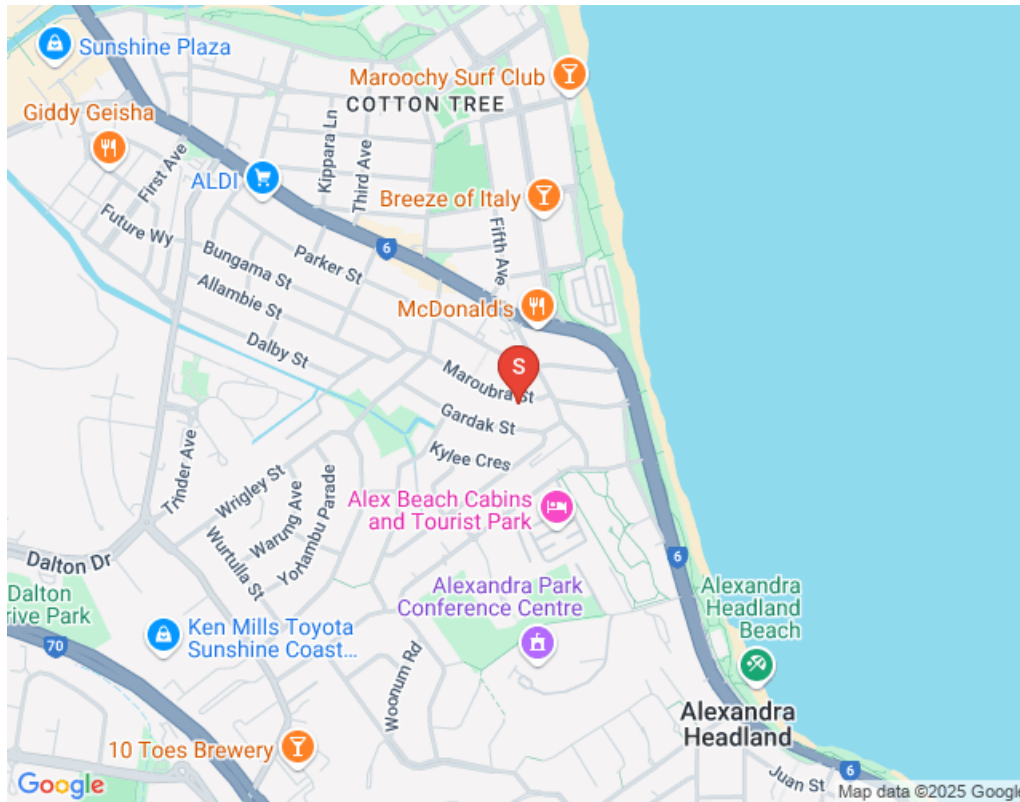 Sunshine Plaza
Maroochy Surf Club
COTTON TREE
Giddy Geisha
First Ave
ALDI
Kippara Ln
Third Ave
Breeze of Italy
Future Wy
Bungama St
Parker St
6
Fifth Ave
Allambie St
McDonald's
Dalby St
S
Maroubra St
Gardak St
Kylee Cres
Trinder Ave
Wrigley St
Warung Ave
Yorlambu Parade
Alex Beach Cabins
and Tourist Park
Wurtulla St
6
Dalton Dr
Dalton
rive Park
Alexandra Park
Conference Centre
Alexandra
Headland
Beach
70
Ken Mills Toyota
Sunshine Coast...
Woonum Rd
Alexandra
Headland
10 Toes Brewery
6
Juan St
Google
Map data ©2025 Google